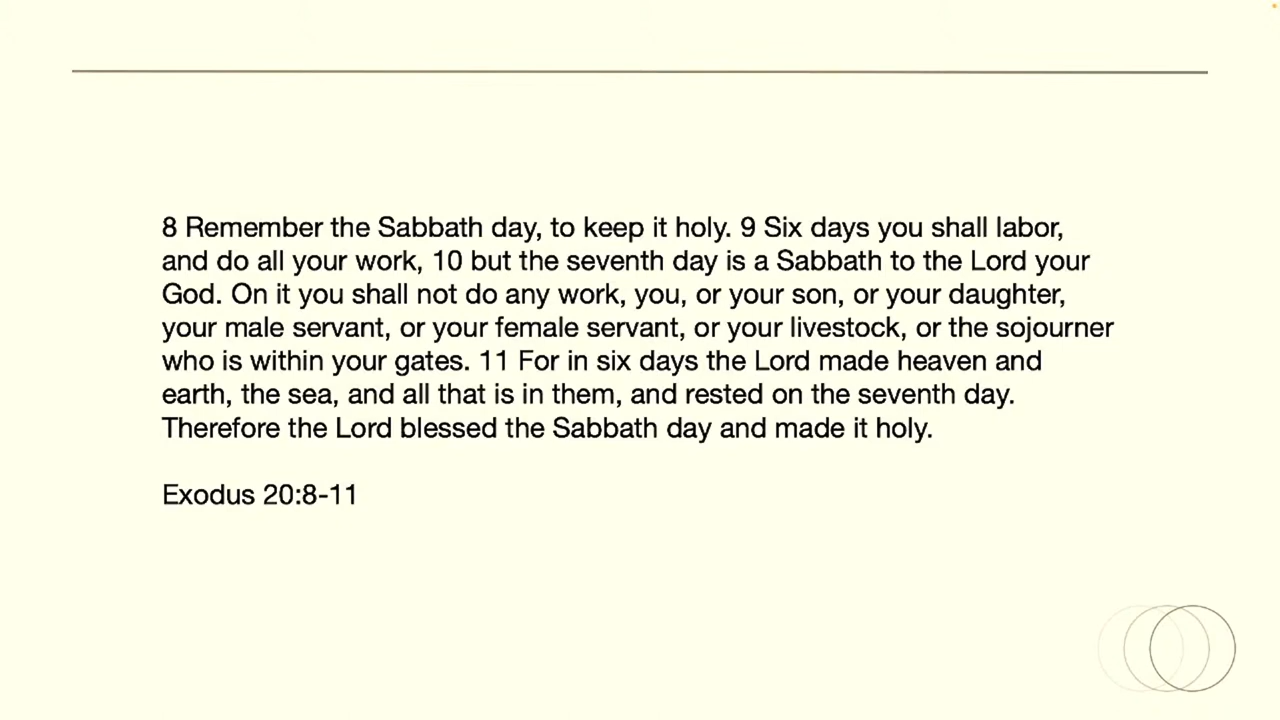 8 Remember the Sabbath day, to keep it holy. 9 Six days you shall labor,
and do all your work, 10 but the seventh day is a Sabbath to the Lord your
God. On it you shall not do any work, you, or your son, or your daughter,
your male servant, or your female servant, or your livestock, or the sojourner
who is within your gates. 11 For in six days the Lord made heaven and
earth, the sea, and all that is in them, and rested on the seventh day.
Therefore the Lord blessed the Sabbath day and made it holy.
Exodus 20:8-11